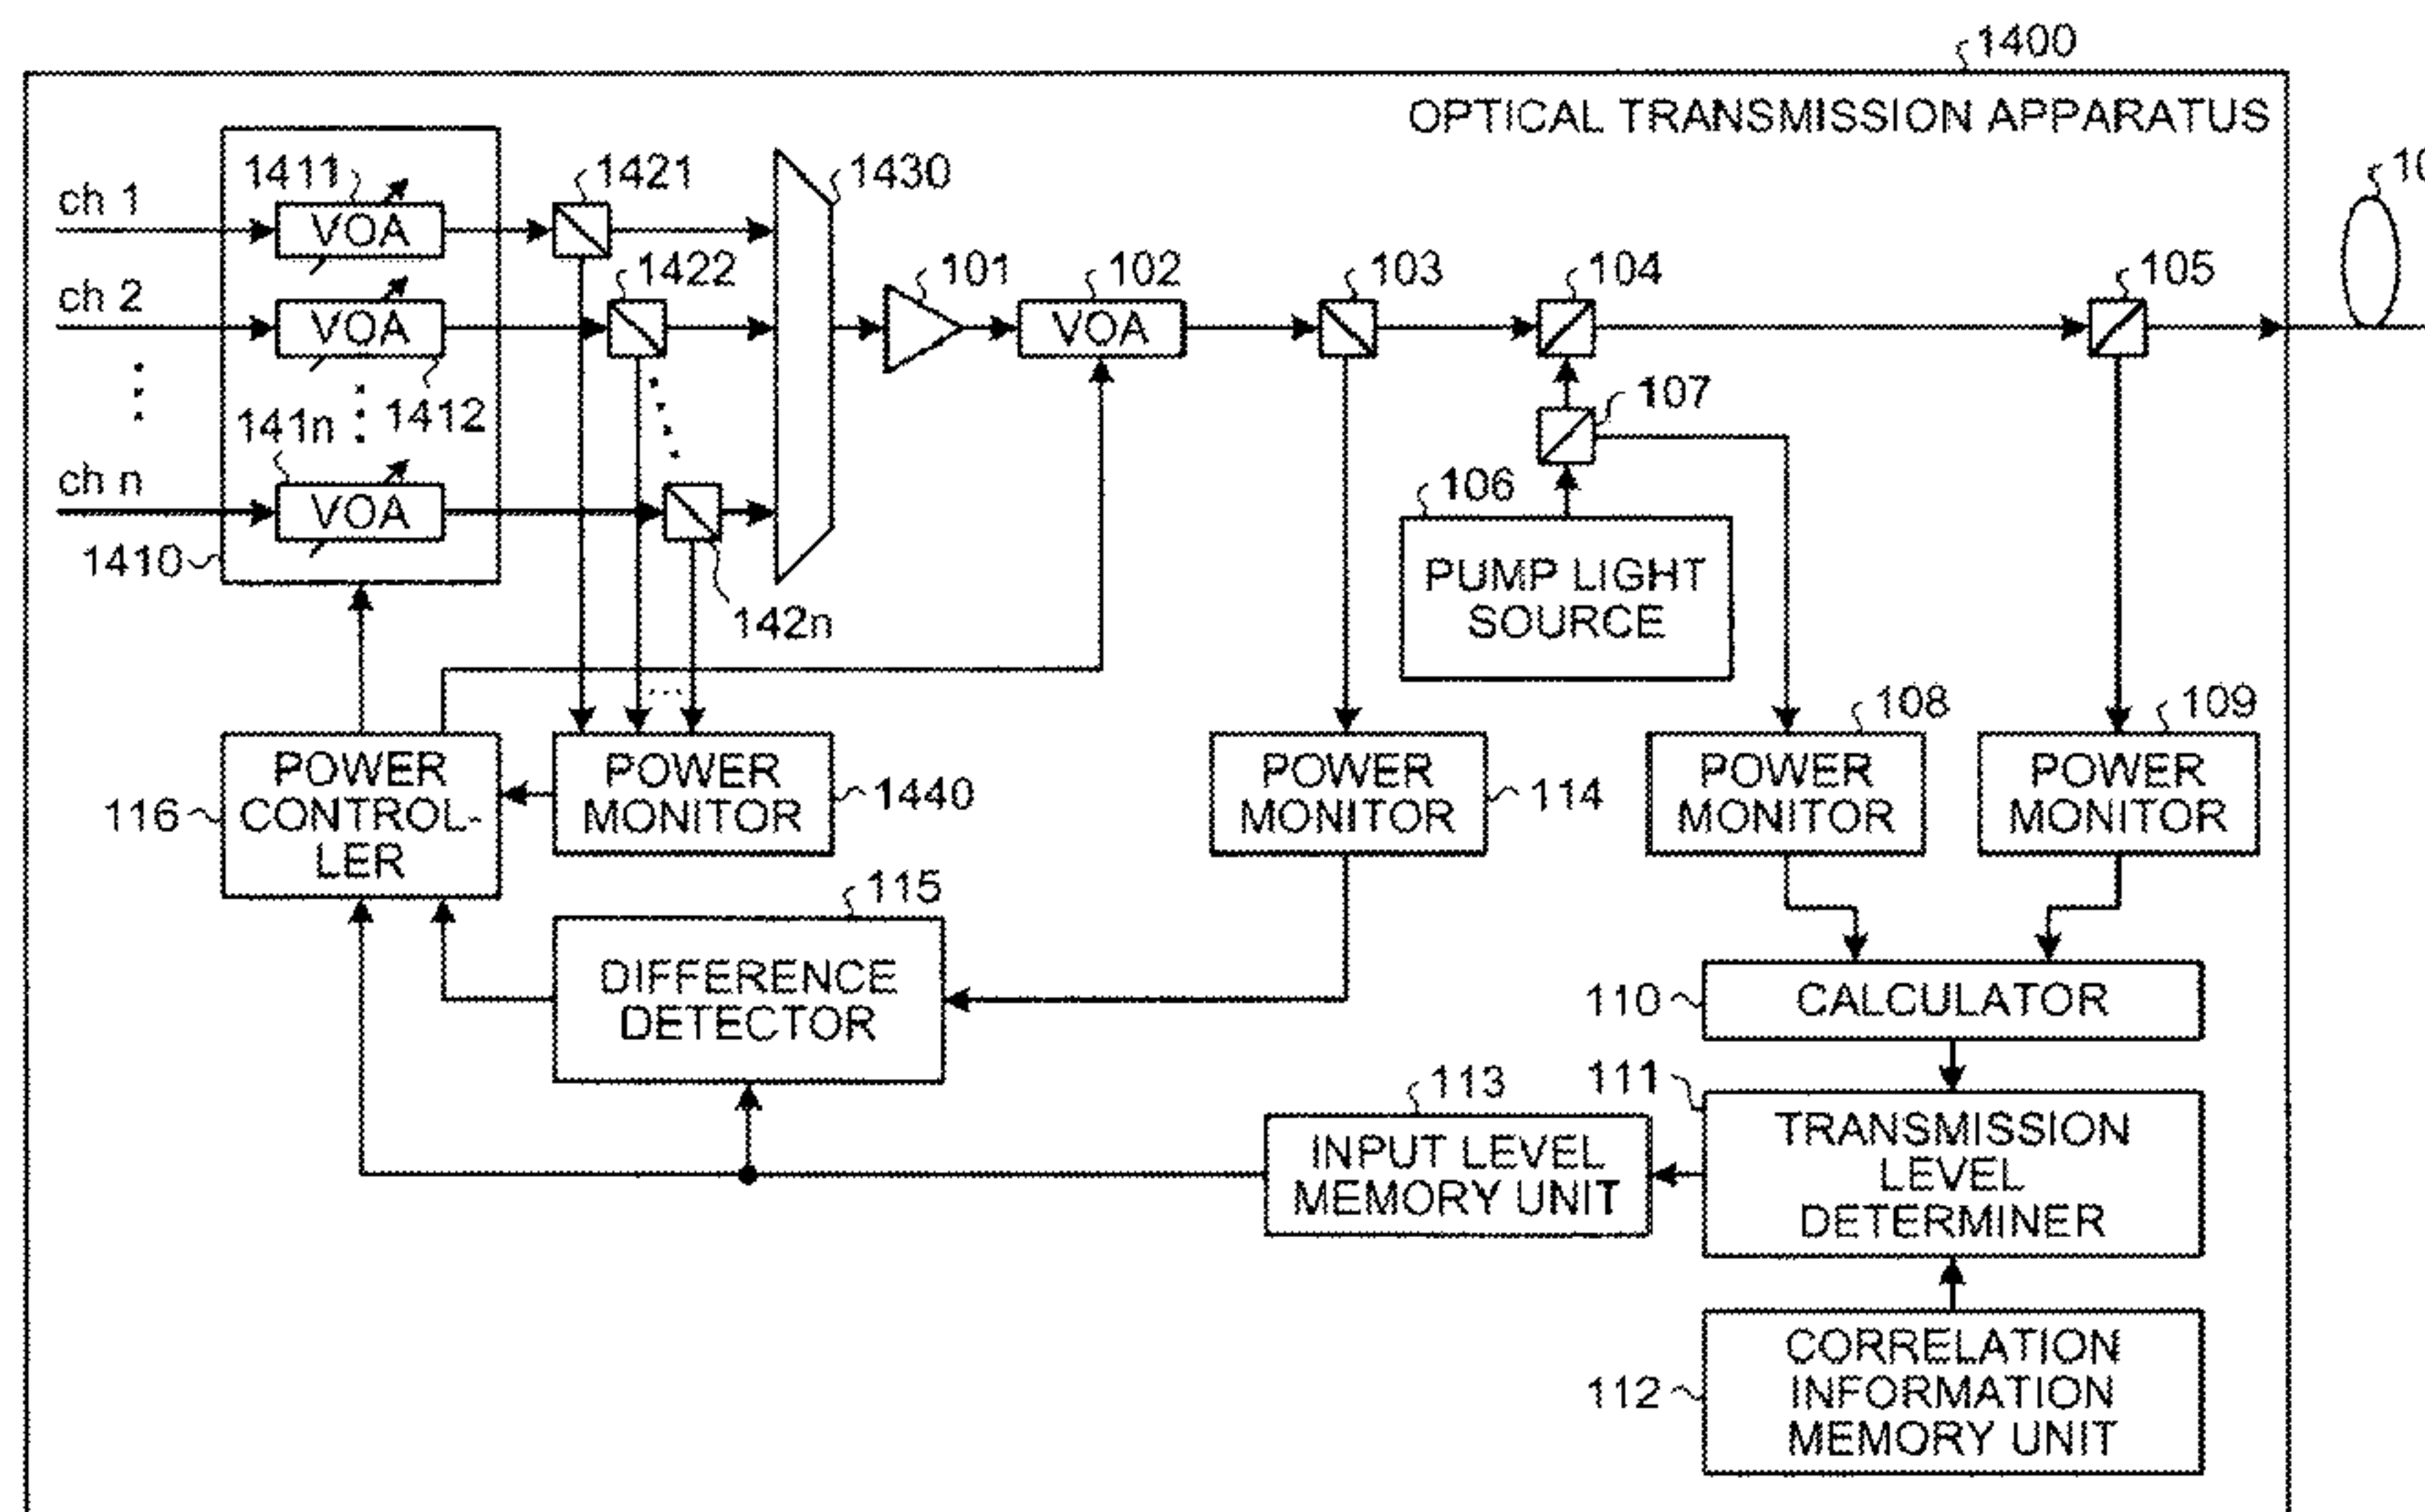 1400
OPTICAL TRANSMISSION APPARATUS
10
1411
1421
1430
ch 1
VOA
1422
101
102
103
104
105
ch 2
VOA
VOA
141n
1412
107
ch n
VOA
106
1410
142n
PUMP LIGHT
SOURCE
108
109
POWER
CONTROL-
LER
116
POWER
MONITOR
1440
POWER
MONITOR
114
POWER
MONITOR
POWER
MONITOR
115
DIFFERENCE
DETECTOR
110
CALCULATOR
113
111
INPUT LEVEL
MEMORY UNIT
TRANSMISSION
LEVEL
DETERMINER
112
CORRELATION
INFORMATION
MEMORY UNIT